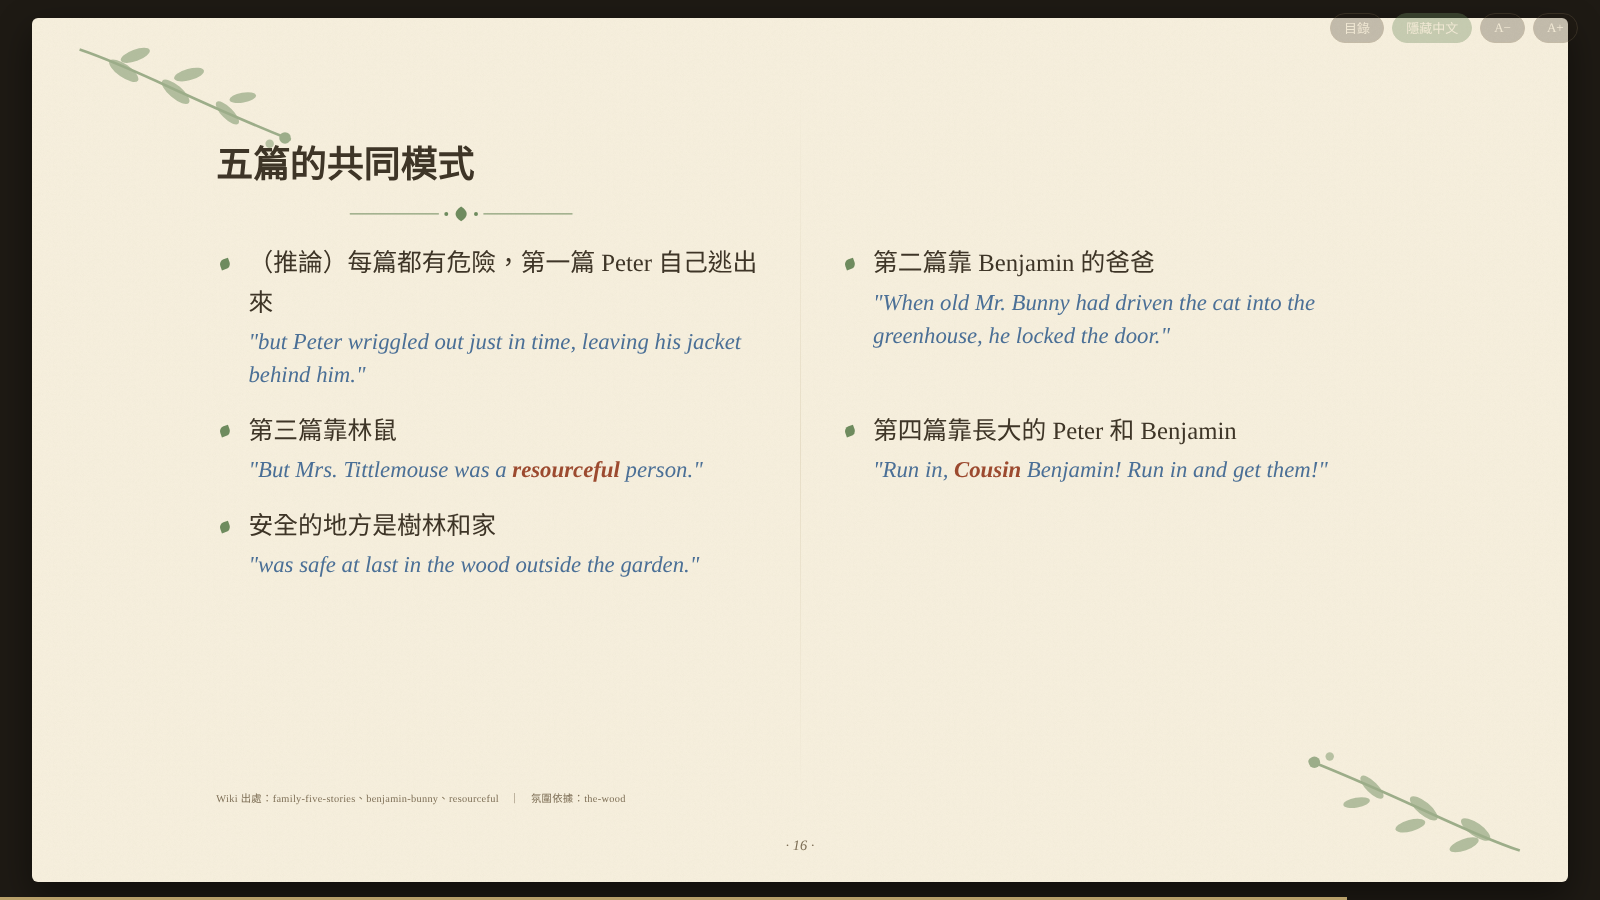 目錄
隱藏中文
A−
A+
五篇的共同模式
（推論）每篇都有危險，第一篇 Peter 自己逃出
來
"but Peter wriggled out just in time, leaving his jacket
behind him."
第二篇靠 Benjamin 的爸爸
"When old Mr. Bunny had driven the cat into the
greenhouse, he locked the door."
第三篇靠林鼠
"But Mrs. Tittlemouse was a resourceful person."
第四篇靠長大的 Peter 和 Benjamin
"Run in, Cousin Benjamin! Run in and get them!"
安全的地方是樹林和家
"was safe at last in the wood outside the garden."
Wiki 出處：family-five-stories、benjamin-bunny、resourceful ｜ 氛圍依據：the-wood
· 16 ·